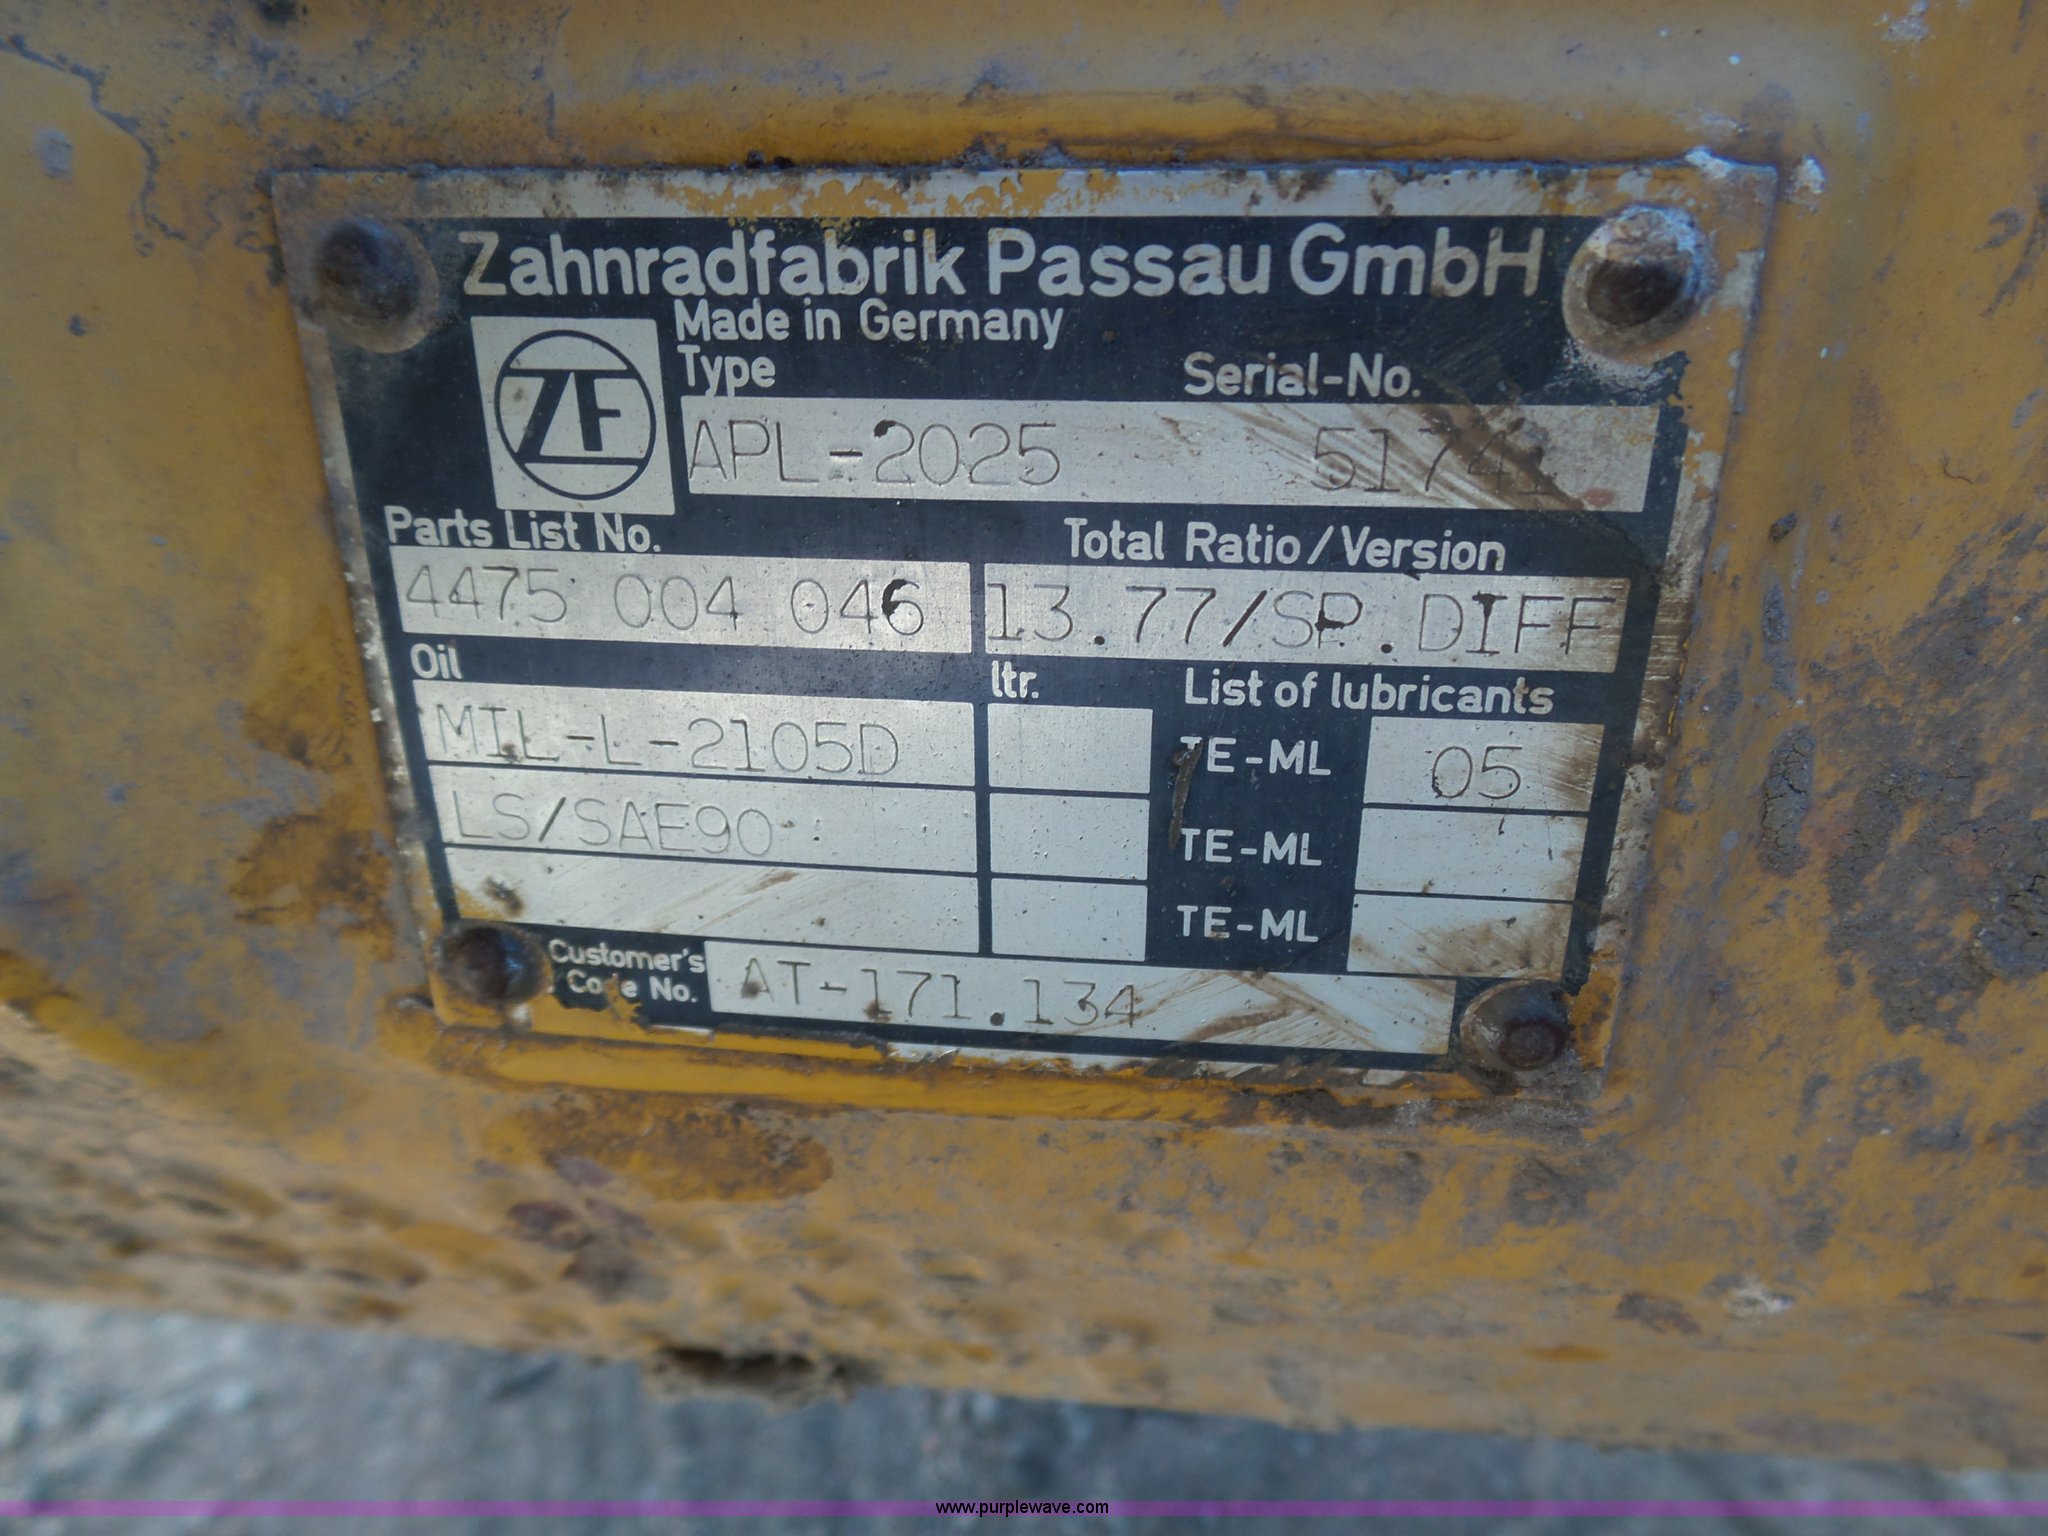 Zahnradfabrik Passau GmbH
Made in Germany
ZF
Type Serial-No.
APL-2025 51741
Parts List No. Total Ratio/Version
4475 004 046 13.77/SP.DIFF
Oil ltr. List of lubricants
MIL-L-2105D TE-ML 05
LS/SAE90 TE-ML
TE-ML
Customer's
Code No. AT-171.134
www.purplewave.com